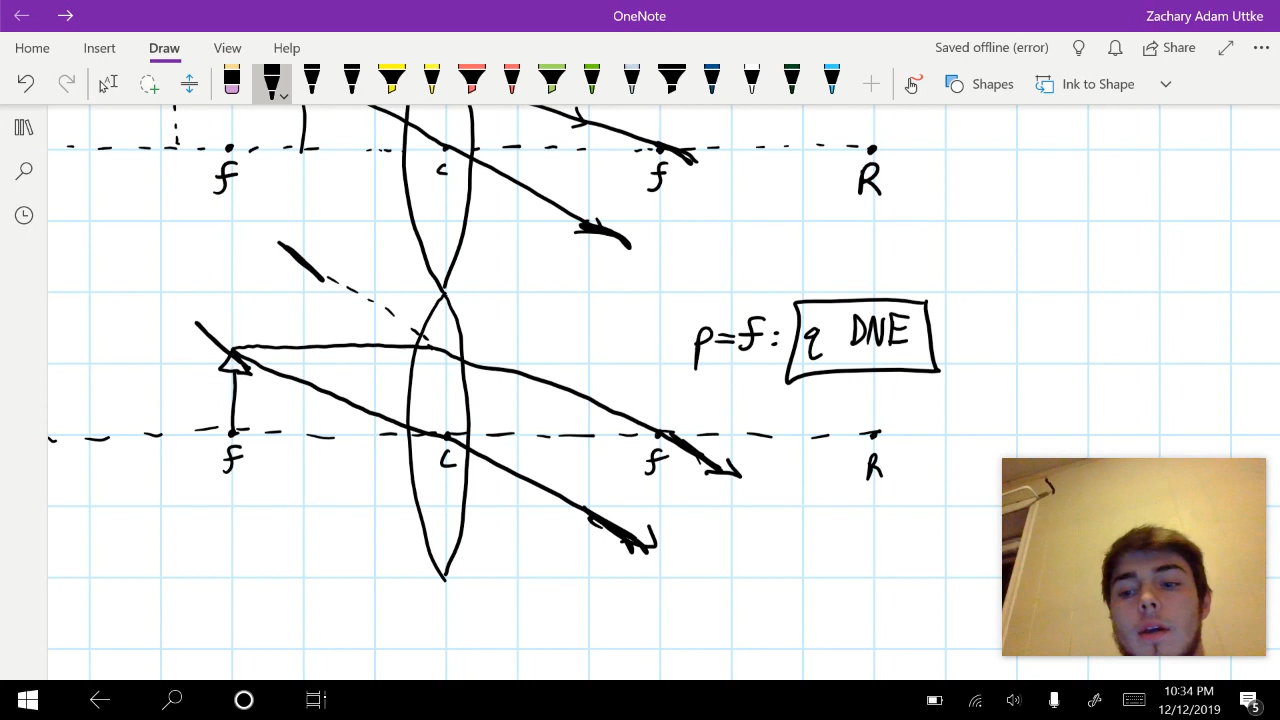 OneNote
Zachary Adam Uttke
Home Insert Draw View Help
Saved offline (error)
Share
Shapes
Ink to Shape
f c f R
p=f: q DNE
f c f R
10:34 PM
12/12/2019
5